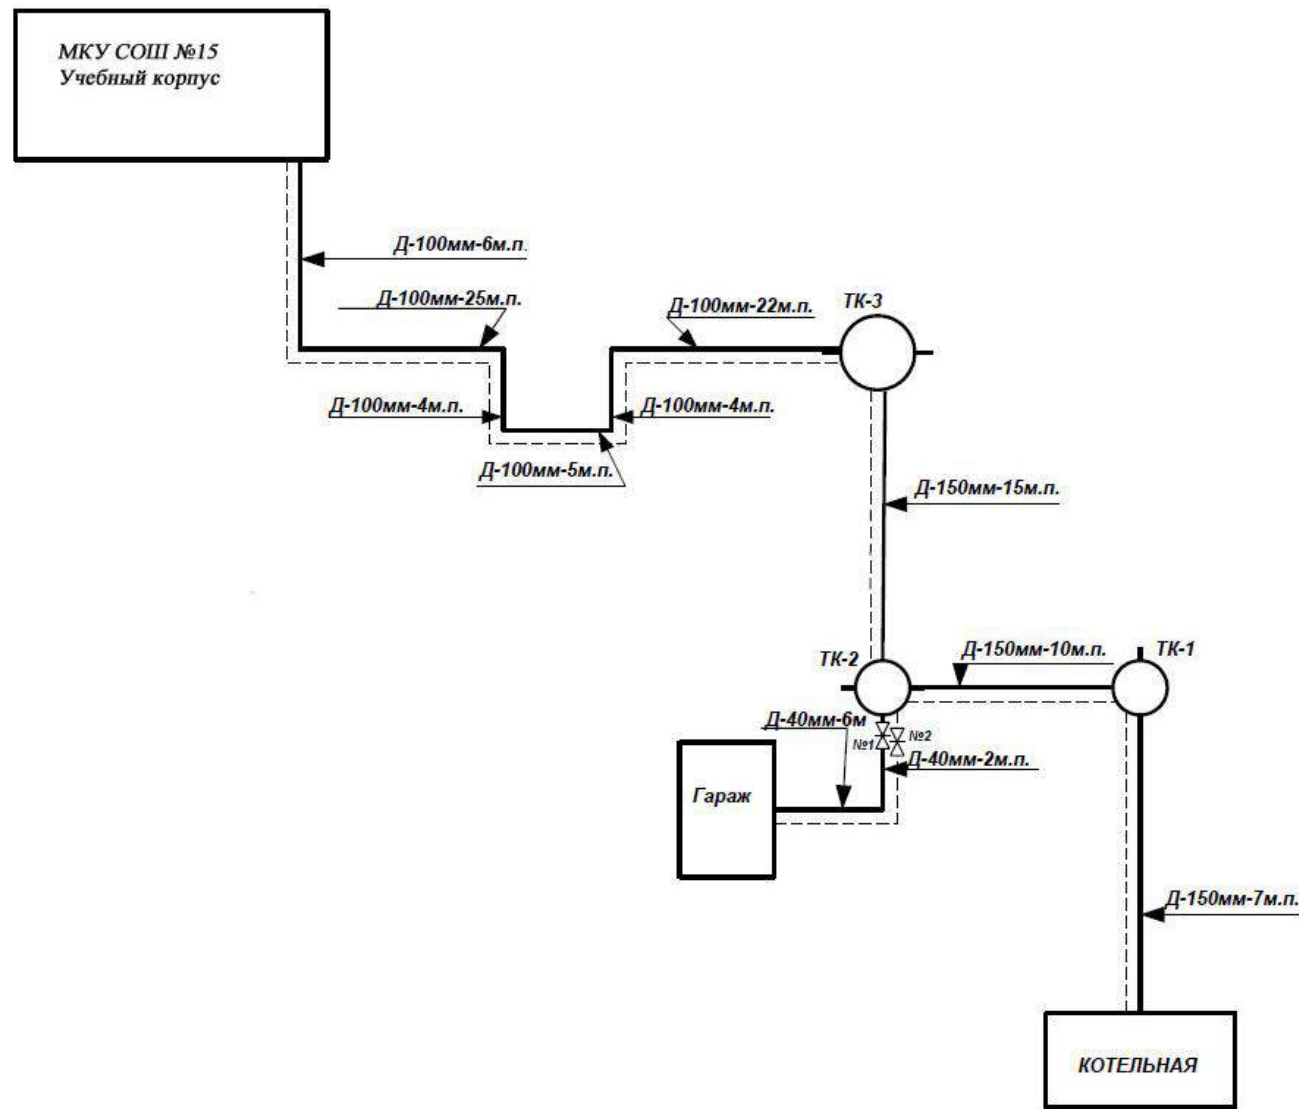 МКУ СОШ №15
Учебный корпус
Д-100мм-6м.п.
Д-100мм-25м.п.
Д-100мм-22м.п.
ТК-3
Д-100мм-4м.п.
Д-100мм-4м.п.
Д-100мм-5м.п.
Д-150мм-15м.п.
ТК-2
Д-150мм-10м.п.
ТК-1
Д-40мм-6м
№1
№2
Д-40мм-2м.п.
Гараж
Д-150мм-7м.п.
КОТЕЛЬНАЯ